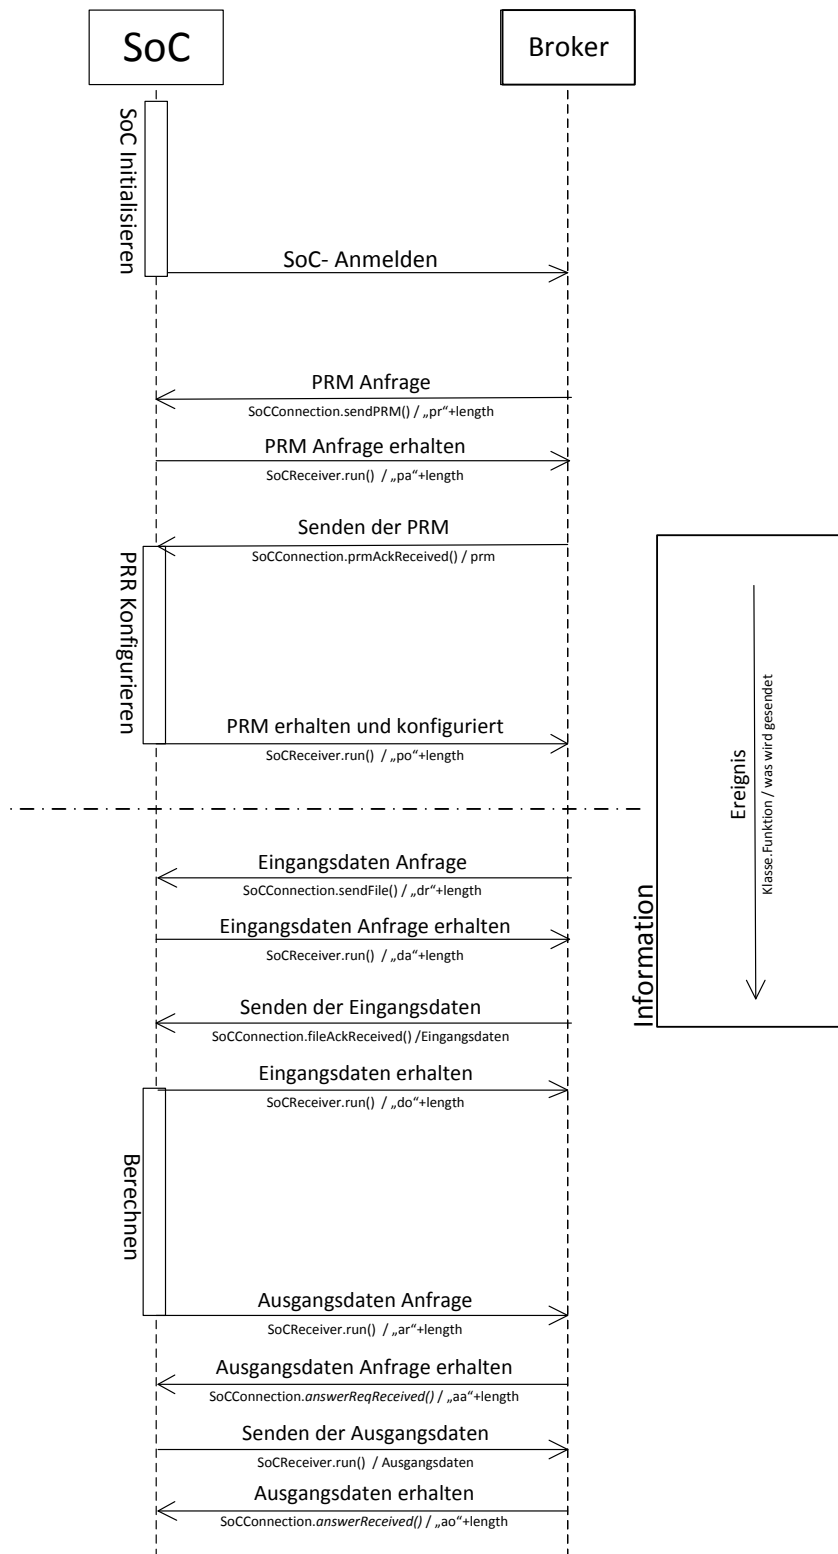 SoC
Broker
SoC Initialisieren
SoC- Anmelden
PRM Anfrage
SoCConnection.sendPRM() / „pr“+length
PRM Anfrage erhalten
SoCReceiver.run() / „pa“+length
Senden der PRM
SoCConnection.prmAckReceived() / prm
PRR Konfigurieren
PRM erhalten und konfiguriert
SoCReceiver.run() / „po“+length
Information
Ereignis
Klasse.Funktion / was wird gesendet
Eingangsdaten Anfrage
SoCConnection.sendFile() / „dr“+length
Eingangsdaten Anfrage erhalten
SoCReceiver.run() / „da“+length
Senden der Eingangsdaten
SoCConnection.fileAckReceived() /Eingangsdaten
Eingangsdaten erhalten
SoCReceiver.run() / „do“+length
Berechnen
Ausgangsdaten Anfrage
SoCReceiver.run() / „ar“+length
Ausgangsdaten Anfrage erhalten
SoCConnection.answerReqReceived() / „aa“+length
Senden der Ausgangsdaten
SoCReceiver.run() / Ausgangsdaten
Ausgangsdaten erhalten
SoCConnection.answerReceived() / „ao“+length